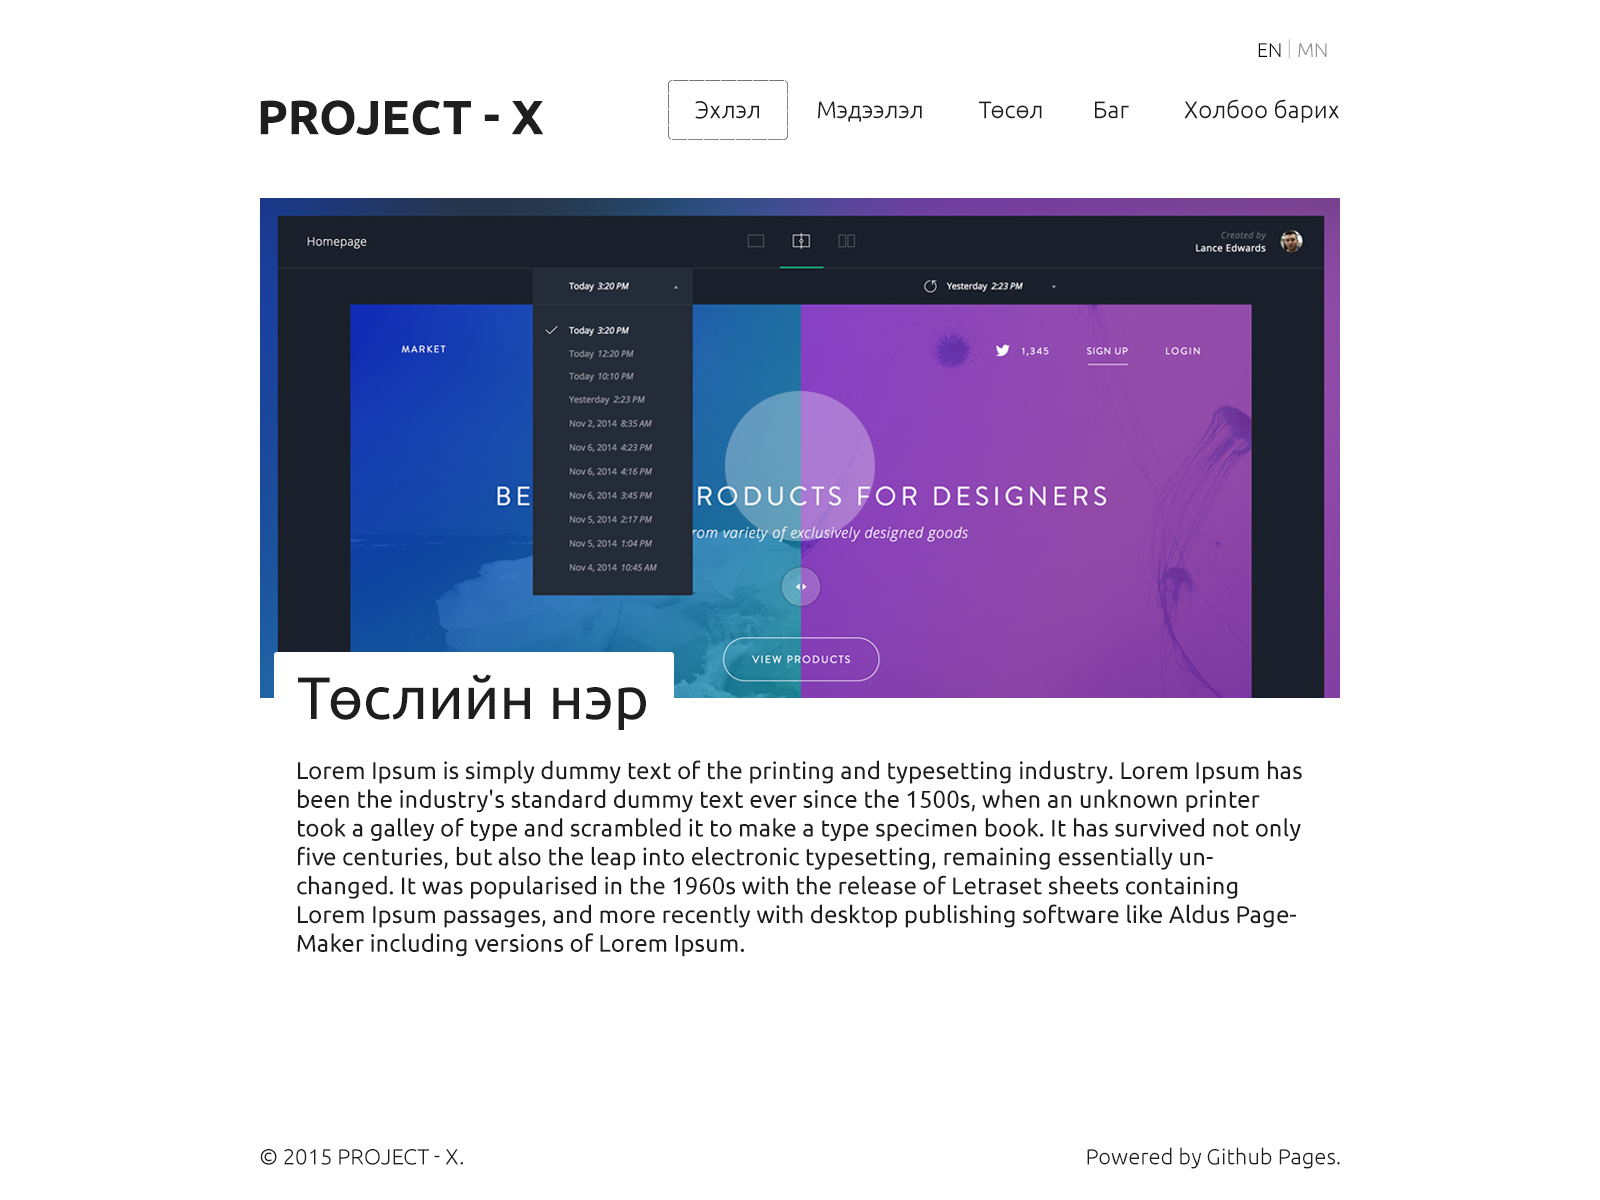 EN | MN
PROJECT - X
Эхлэл Мэдээлэл Төсөл Баг Холбоо барих
Homepage
Created by
Lance Edwards
Today 3:20 PM
Yesterday 2:23 PM
Today 3:20 PM
Today 12:20 PM
Today 10:10 PM
Yesterday 2:23 PM
Nov 2, 2014 8:35 AM
Nov 6, 2014 4:23 PM
Nov 6, 2014 4:16 PM
Nov 6, 2014 3:45 PM
Nov 5, 2014 2:17 PM
Nov 5, 2014 1:04 PM
Nov 4, 2014 10:45 AM
MARKET
1,345 SIGN UP LOGIN
BE RODUCTS FOR DESIGNERS
rom variety of exclusively designed goods
VIEW PRODUCTS
Төслийн нэр
Lorem Ipsum is simply dummy text of the printing and typesetting industry. Lorem Ipsum has
been the industry's standard dummy text ever since the 1500s, when an unknown printer
took a galley of type and scrambled it to make a type specimen book. It has survived not only
five centuries, but also the leap into electronic typesetting, remaining essentially un-
changed. It was popularised in the 1960s with the release of Letraset sheets containing
Lorem Ipsum passages, and more recently with desktop publishing software like Aldus Page-
Maker including versions of Lorem Ipsum.
© 2015 PROJECT - X.
Powered by Github Pages.